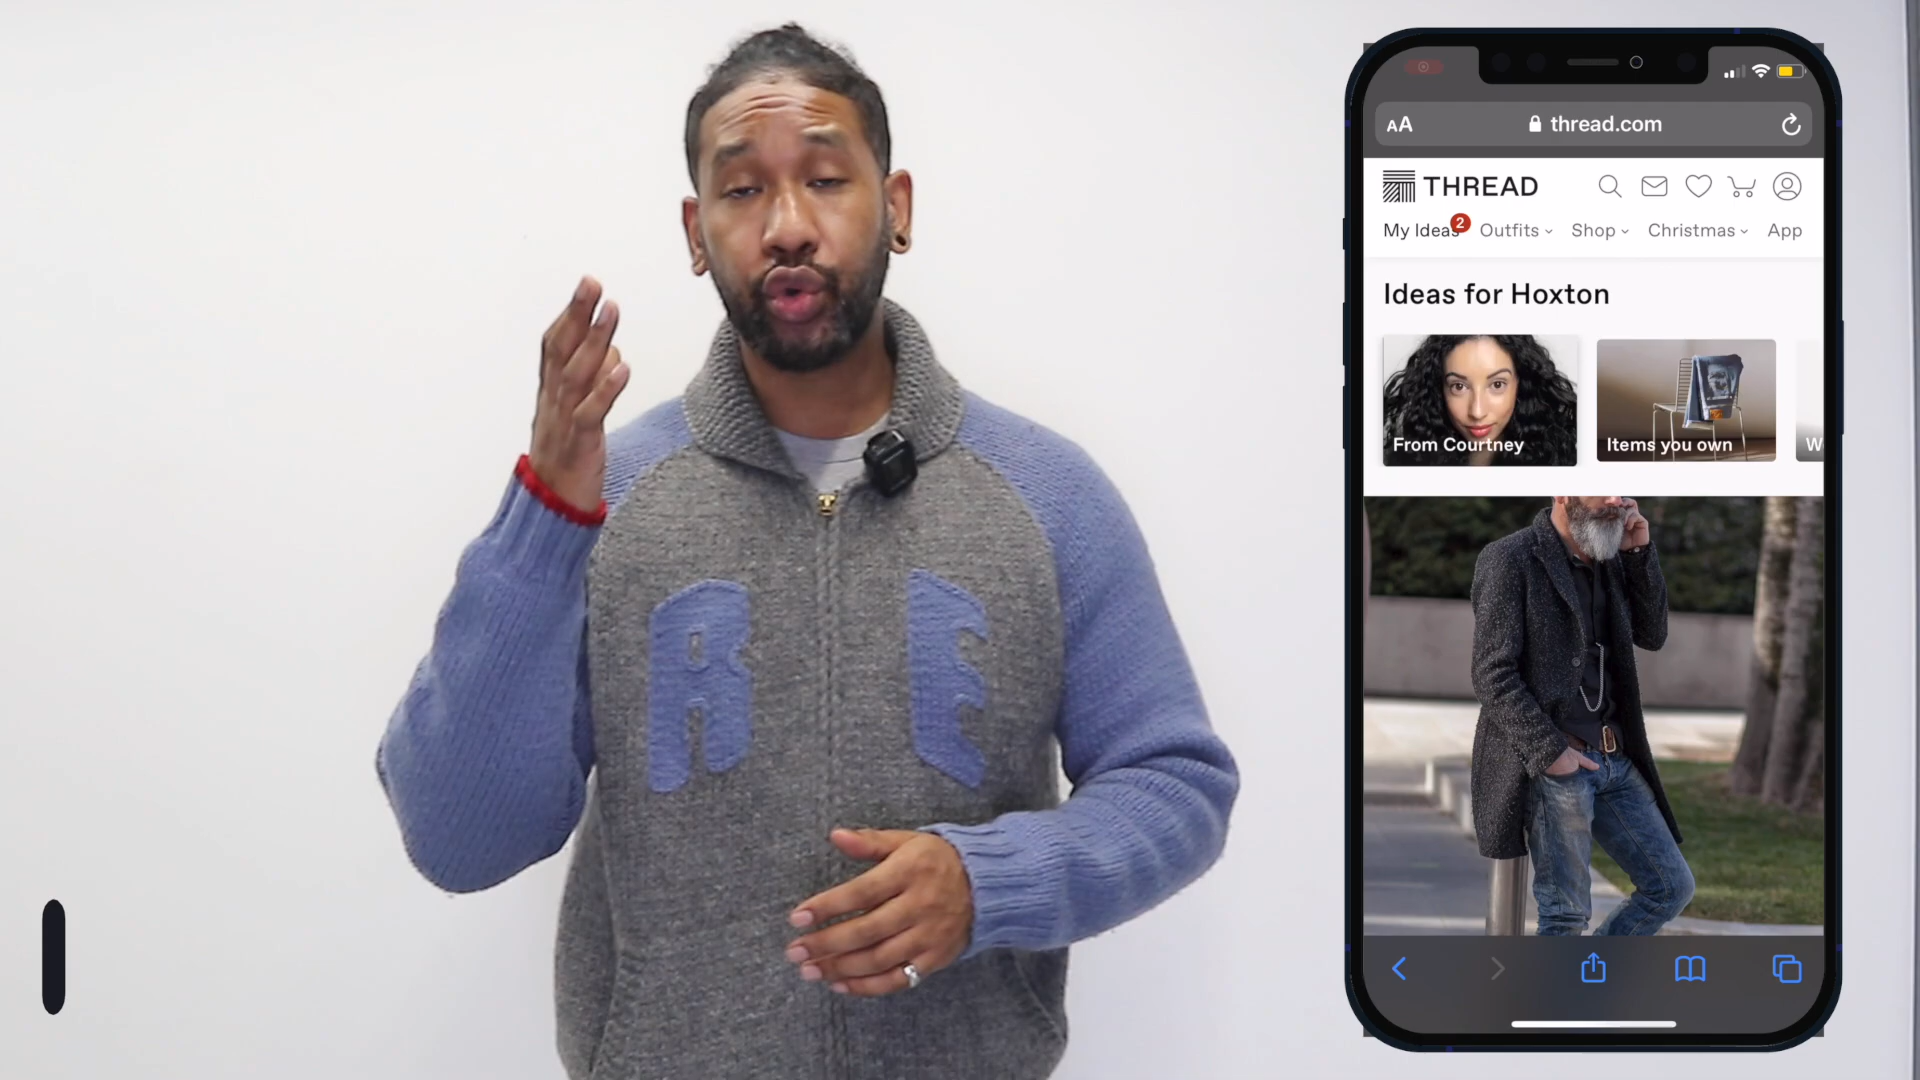 R E
AA thread.com
THREAD
My Ideas 2 Outfits Shop Christmas App
Ideas for Hoxton
From Courtney
Items you own
W